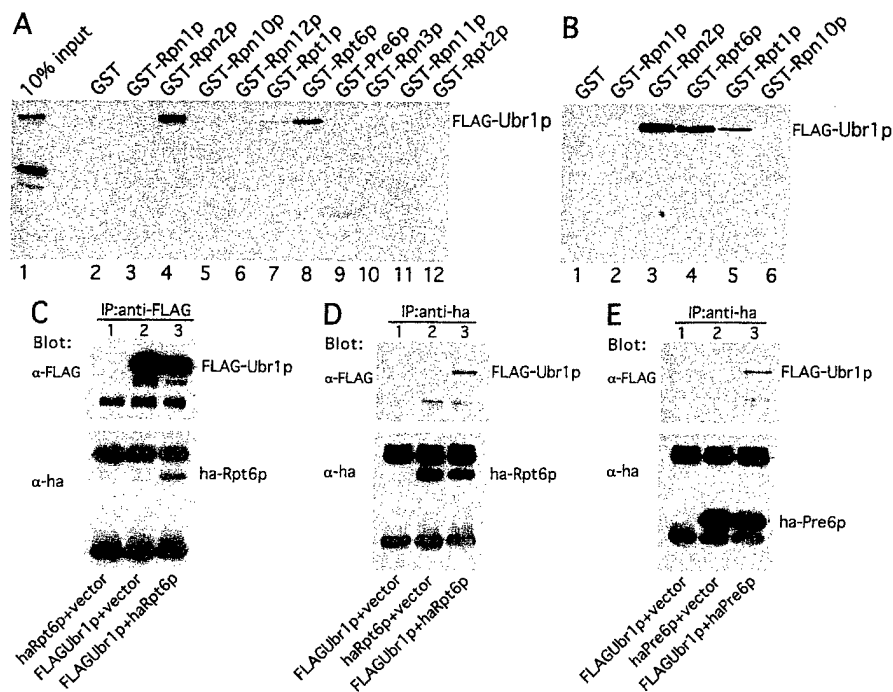 A
10% input
GST
GST-Rpn1p
GST-Rpn2p
GST-Rpn10p
GST-Rpn12p
GST-Rpt1p
GST-Rpt6p
GST-Pre6p
GST-Rpn3p
GST-Rpn11p
GST-Rpt2p
FLAG-Ubr1p
1 2 3 4 5 6 7 8 9 10 11 12
B
GST
GST-Rpn1p
GST-Rpn2p
GST-Rpt6p
GST-Rpt1p
GST-Rpn10p
FLAG-Ubr1p
1 2 3 4 5 6
C
IP:anti-FLAG
1 2 3
Blot:
α-FLAG
FLAG-Ubr1p
α-ha
ha-Rpt6p
haRpt6p+vector
FLAGUbr1p+vector
FLAGUbr1p+haRpt6p
D
IP:anti-ha
1 2 3
Blot:
α-FLAG
FLAG-Ubr1p
α-ha
ha-Rpt6p
FLAGUbr1p+vector
haRpt6p+vector
FLAGUbr1p+haRpt6p
E
IP:anti-ha
1 2 3
Blot:
α-FLAG
FLAG-Ubr1p
α-ha
ha-Pre6p
FLAGUbr1p+vector
haPre6p+vector
FLAGUbr1p+haPre6p